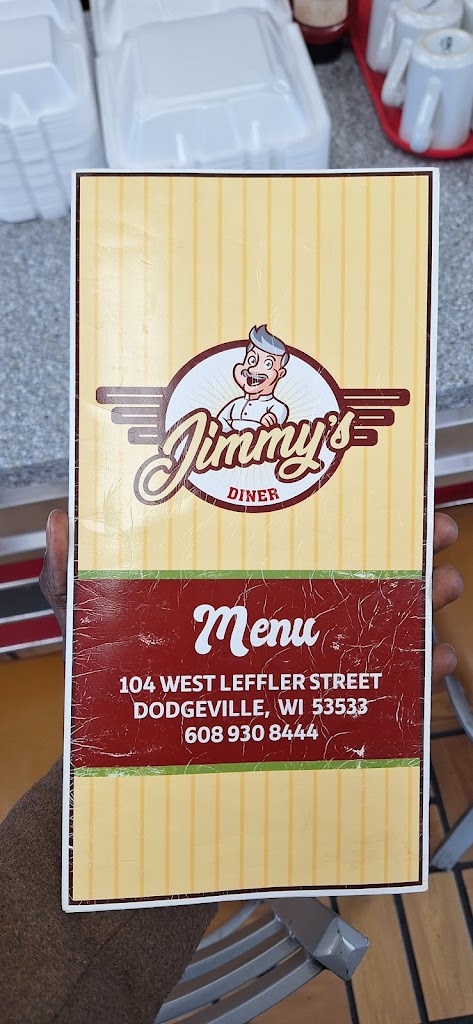 Jimmy's
DINER
Menu
104 WEST LEFFLER STREET
DODGEVILLE, WI 53533
608 930 8444